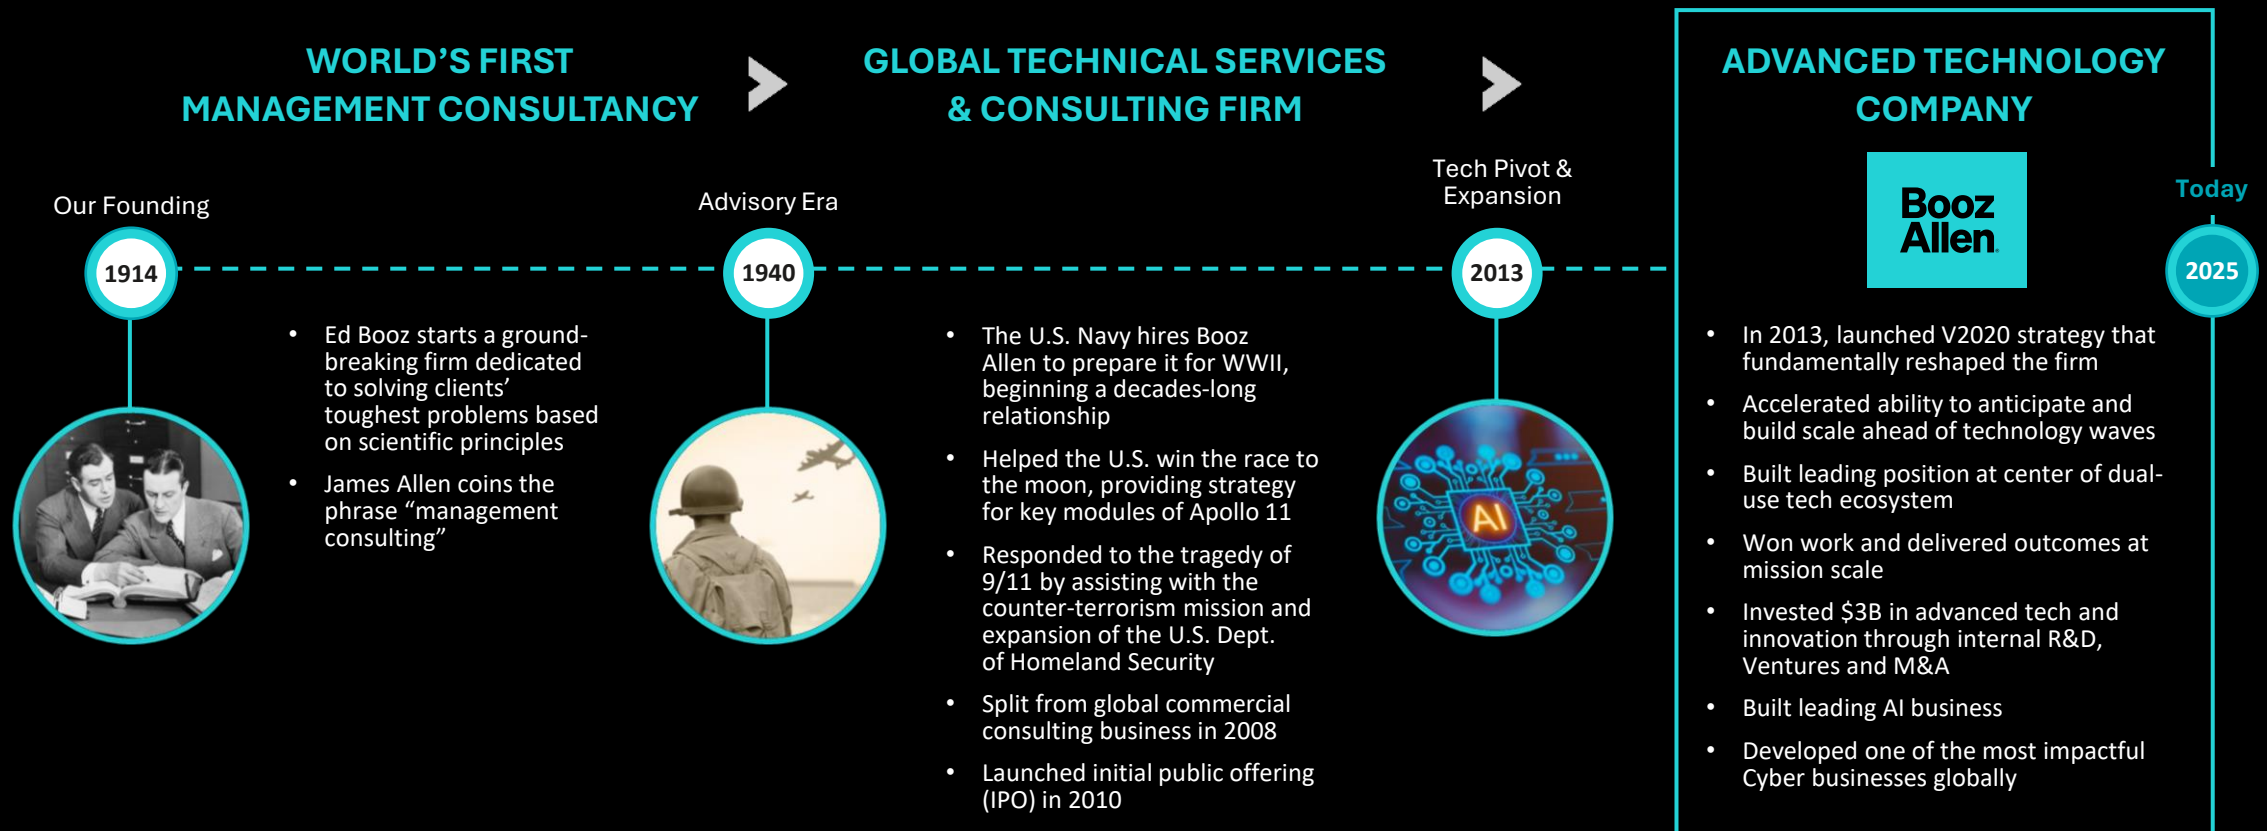 WORLD'S FIRST
MANAGEMENT CONSULTANCY
GLOBAL TECHNICAL SERVICES
& CONSULTING FIRM
ADVANCED TECHNOLOGY
COMPANY
Our Founding
1914
• Ed Booz starts a ground-
breaking firm dedicated
to solving clients'
toughest problems based
on scientific principles
• James Allen coins the
phrase "management
consulting"
Advisory Era
1940
• The U.S. Navy hires Booz
Allen to prepare it for WWII,
beginning a decades-long
relationship
• Helped the U.S. win the race to
the moon, providing strategy
for key modules of Apollo 11
• Responded to the tragedy of
9/11 by assisting with the
counter-terrorism mission and
expansion of the U.S. Dept.
of Homeland Security
• Split from global commercial
consulting business in 2008
• Launched initial public offering
(IPO) in 2010
Tech Pivot &
Expansion
2013
AI
Booz
Allen
Today
2025
• In 2013, launched V2020 strategy that
fundamentally reshaped the firm
• Accelerated ability to anticipate and
build scale ahead of technology waves
• Built leading position at center of dual-
use tech ecosystem
• Won work and delivered outcomes at
mission scale
• Invested $3B in advanced tech and
innovation through internal R&D,
Ventures and M&A
• Built leading AI business
• Developed one of the most impactful
Cyber businesses globally